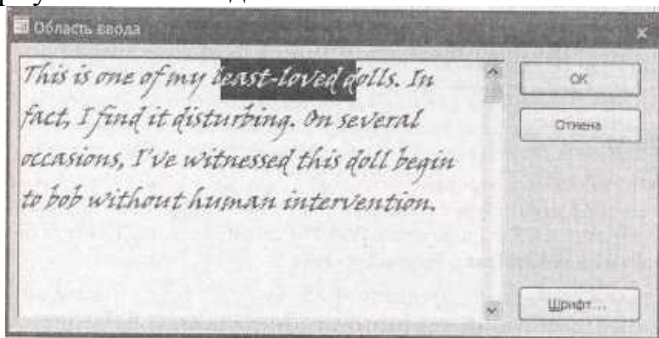 Область ввода
This is one of my least-loved dolls. In
fact, I find it disturbing. On several
occasions, I've witnessed this doll begin
to bob without human intervention.
OK
Отмена
Шрифт...